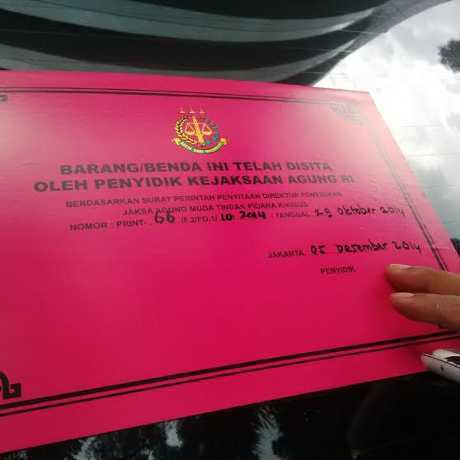 BARANG/BENDA INI TELAH DISITA
OLEH PENYIDIK KEJAKSAAN AGUNG RI
BERDASARKAN SURAT PERINTAH PENYITAAN DIREKTUR PENYIDIKAN
JAKSA AGUNG MUDA TINDAK PIDANA KHUSUS
NOMOR : PRINT- 66 /F.2/FD.1/ 10.2014 / TANGGAL Oktober 2014
JAKARTA, 05 Desember 2014
PENYIDIK